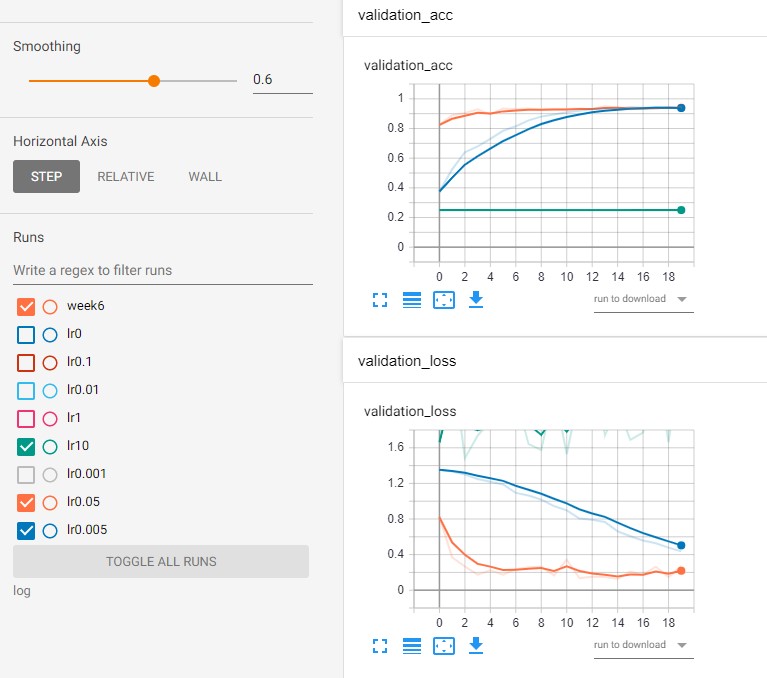 Smoothing
0.6
Horizontal Axis
STEP RELATIVE WALL
Runs
Write a regex to filter runs
week6
lr0
lr0.1
lr0.01
lr1
lr10
lr0.001
lr0.05
lr0.005
TOGGLE ALL RUNS
log
validation_acc
validation_acc
1
0.8
0.6
0.4
0.2
0
0 2 4 6 8 10 12 14 16 18
run to download
validation_loss
validation_loss
1.6
1.2
0.8
0.4
0
0 2 4 6 8 10 12 14 16 18
run to download